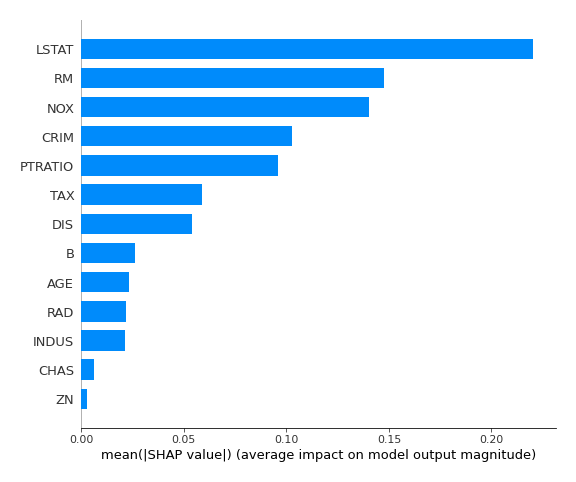 LSTAT
RM
NOX
CRIM
PTRATIO
TAX
DIS
B
AGE
RAD
INDUS
CHAS
ZN
0.00 0.05 0.10 0.15 0.20
mean(|SHAP value|) (average impact on model output magnitude)